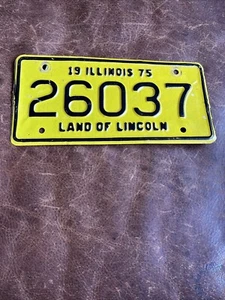 19 ILLINOIS 75
26037
LAND OF LINCOLN